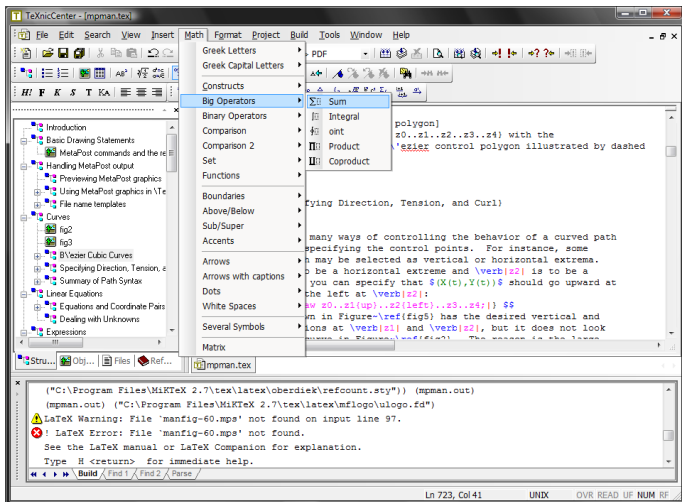 TeXnicCenter - [mpman.tex]
File Edit Search View Insert Math Format Project Build Tools Window Help
PDF
H! F K S T KA
Greek Letters
Greek Capital Letters
Constructs
Big Operators
Binary Operators
Comparison
Comparison 2
Set
Functions
Boundaries
Above/Below
Sub/Super
Accents
Arrows
Arrows with captions
Dots
White Spaces
Several Symbols
Matrix
Sum
Integral
oint
Product
Coproduct
Introduction
Basic Drawing Statements
MetaPost commands and the re
Handling MetaPost output
Previewing MetaPost graphics
Using MetaPost graphics in \Te
File name templates
Curves
fig2
fig3
B\'ezier Cubic Curves
Specifying Direction, Tension, a
Summary of Path Syntax
Linear Equations
Equations and Coordinate Pairs
Dealing with Unknowns
Expressions
Stru... Obj... Files Ref...
polygon]
z0..z1..z2..z3..z4} with the
\'ezier control polygon illustrated by dashed
fying Direction, Tension, and Curl}
many ways of controlling the behavior of a curved path
specifying the control points. For instance, some
n may be selected as vertical or horizontal extrema.
o be a horizontal extreme and \verb|z2| is to be a
you can specify that $(X(t),Y(t))$ should go upward at
the left at \verb|z2|:
aw z0..z1{up}..z2{left}..z3..z4;|} $$
wn in Figure~\ref{fig5} has the desired vertical and
ions at \verb|z1| and \verb|z2|, but it does not look
curve in Figure~\ref{fig2}. The reason is the large
mpman.tex
("C:\Program Files\MiKTeX 2.7\tex\latex\oberdiek\refcount.sty")) (mpman.out)
(mpman.out) ("C:\Program Files\MiKTeX 2.7\tex\latex\mflogo\ulogo.fd")
LaTeX Warning: File `manfig-60.mps' not found on input line 97.
! LaTeX Error: File `manfig-60.mps' not found.
See the LaTeX manual or LaTeX Companion for explanation.
Type H <return> for immediate help.
Build Find 1 Find 2 Parse
Ln 723, Col 41 UNIX OVR READ UF NUM RF